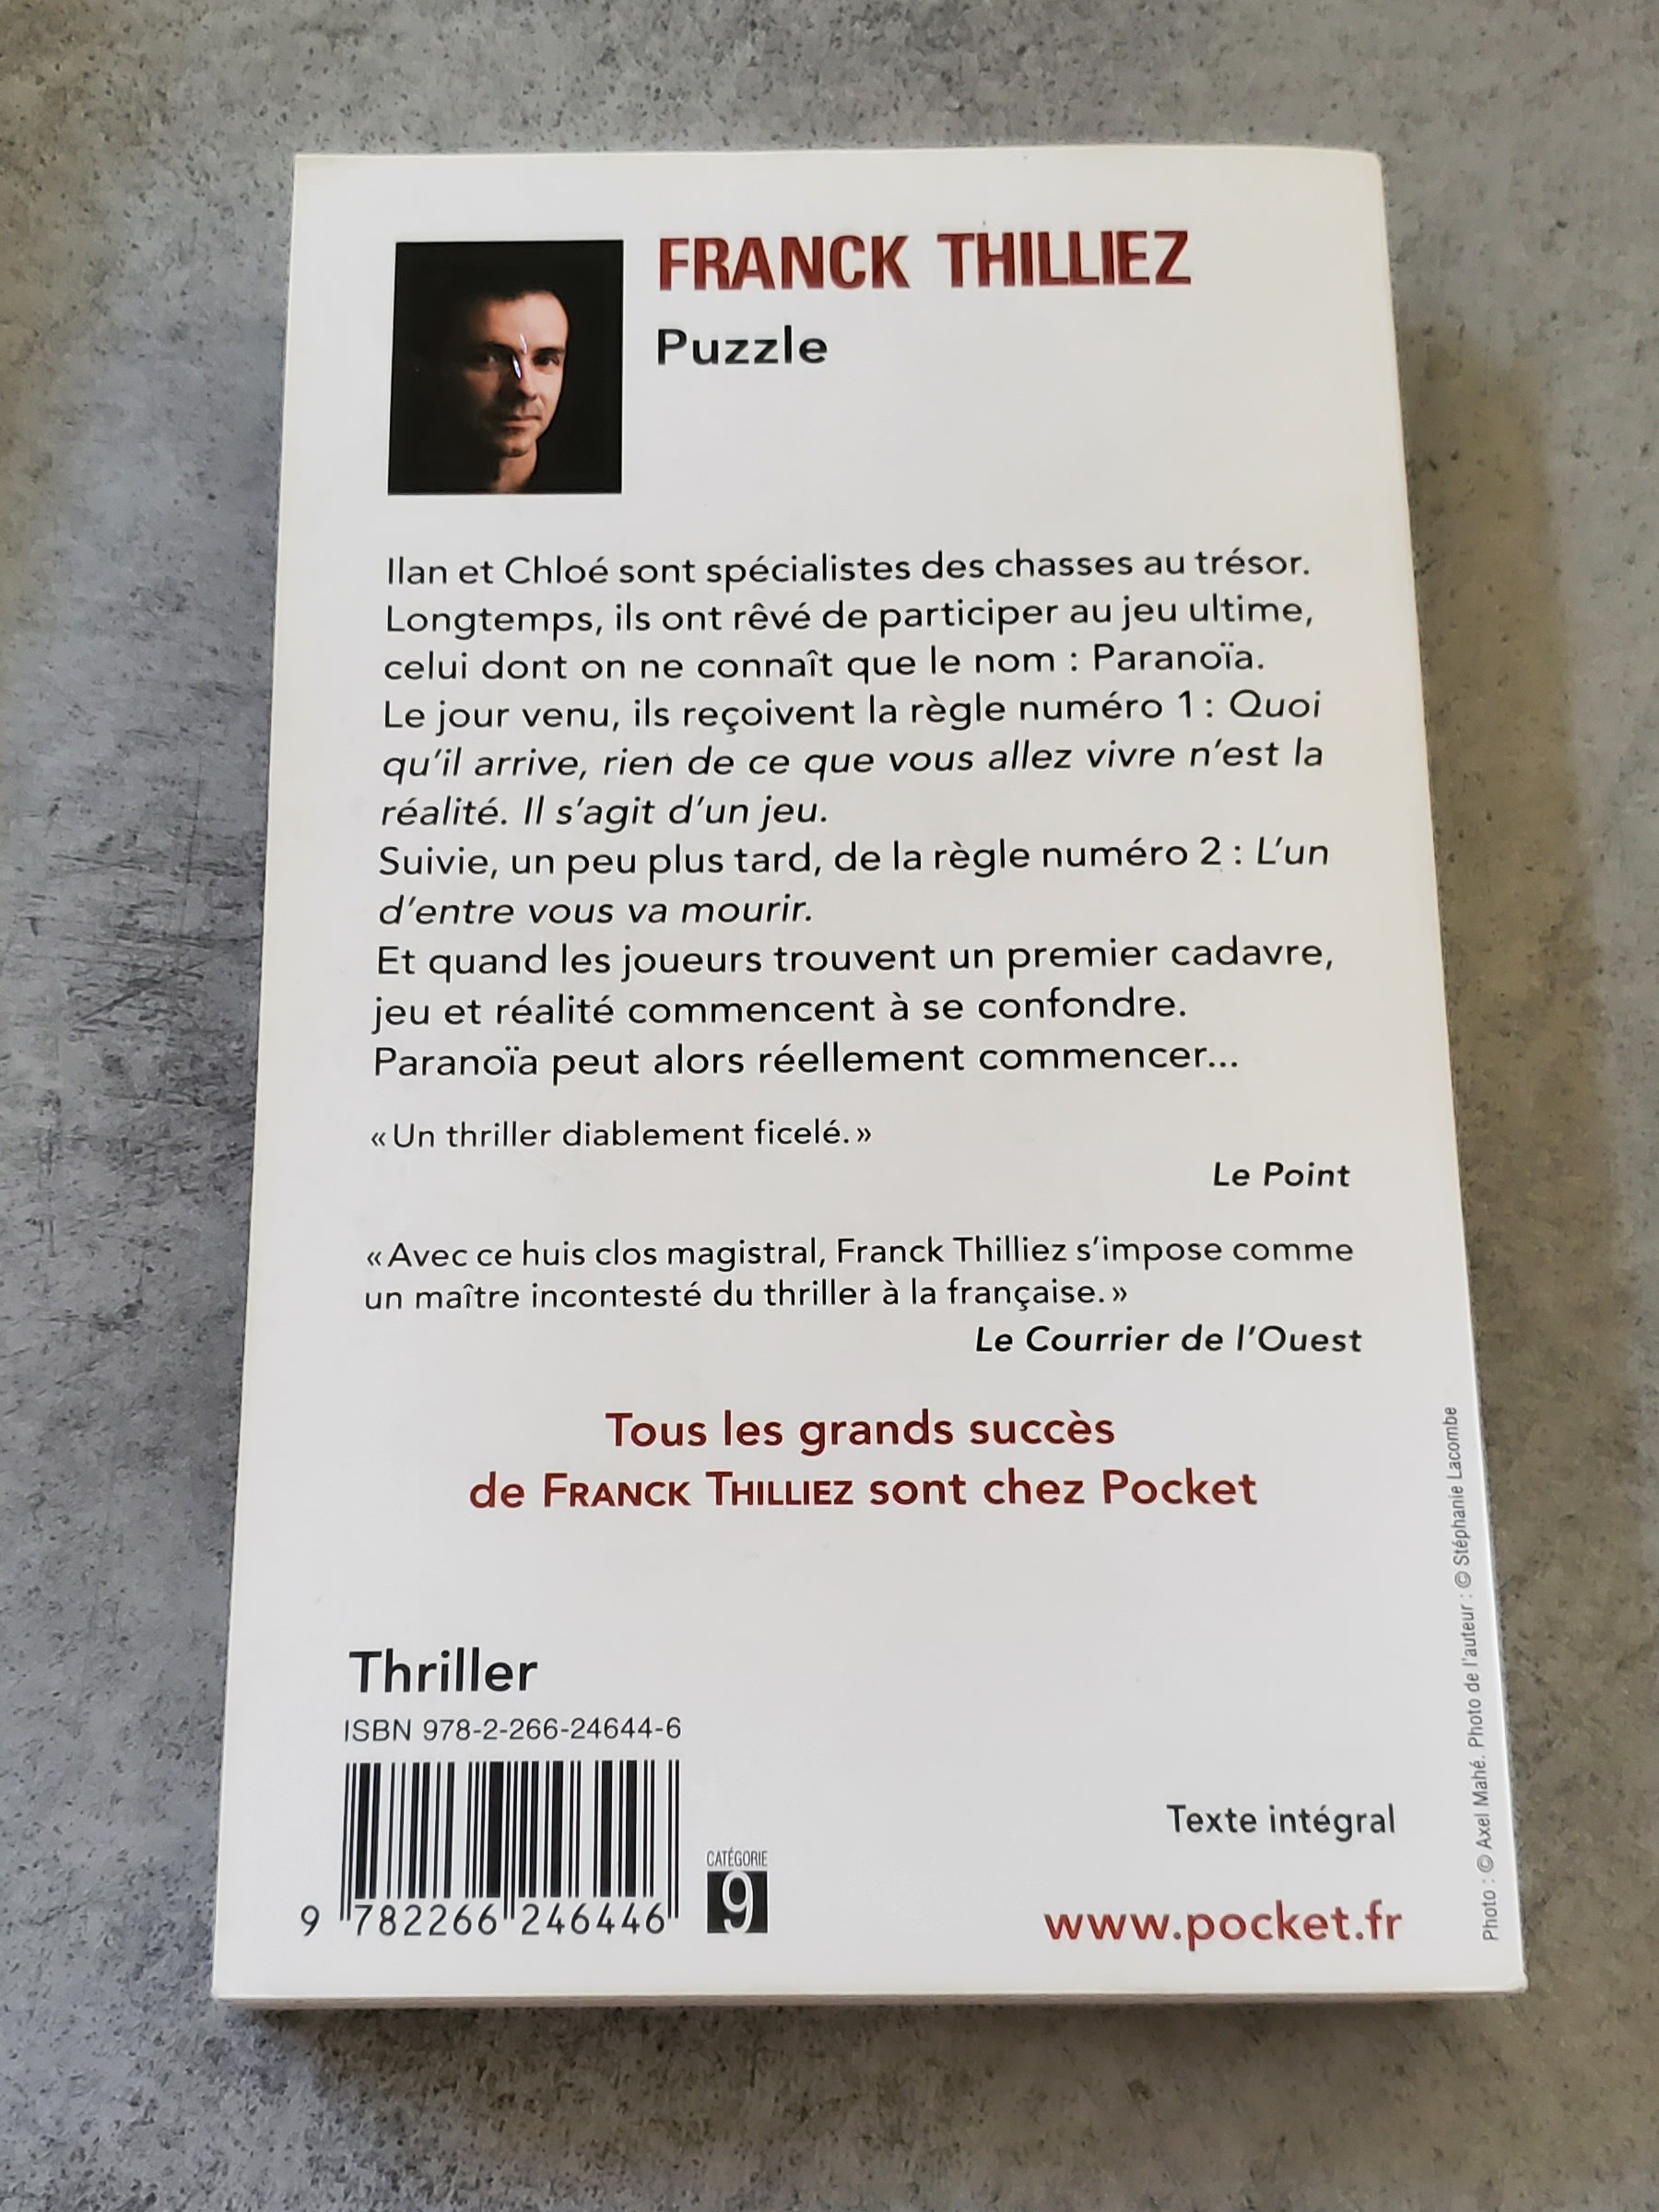 FRANCK THILLIEZ
Puzzle
Ilan et Chloé sont spécialistes des chasses au trésor.
Longtemps, ils ont rêvé de participer au jeu ultime,
celui dont on ne connaît que le nom : Paranoïa.
Le jour venu, ils reçoivent la règle numéro 1 : Quoi
qu'il arrive, rien de ce que vous allez vivre n'est la
réalité. Il s'agit d'un jeu.
Suivie, un peu plus tard, de la règle numéro 2 : L'un
d'entre vous va mourir.
Et quand les joueurs trouvent un premier cadavre,
jeu et réalité commencent à se confondre.
Paranoïa peut alors réellement commencer...
« Un thriller diablement ficelé. »
Le Point
« Avec ce huis clos magistral, Franck Thilliez s'impose comme
un maître incontesté du thriller à la française. »
Le Courrier de l'Ouest
Tous les grands succès
de FRANCK THILLIEZ sont chez Pocket
Thriller
ISBN 978-2-266-24644-6
9 782266 246446
CATÉGORIE
9
Texte intégral
www.pocket.fr
Photo : © Axel Mahé. Photo de l'auteur : © Stéphanie Lacombe